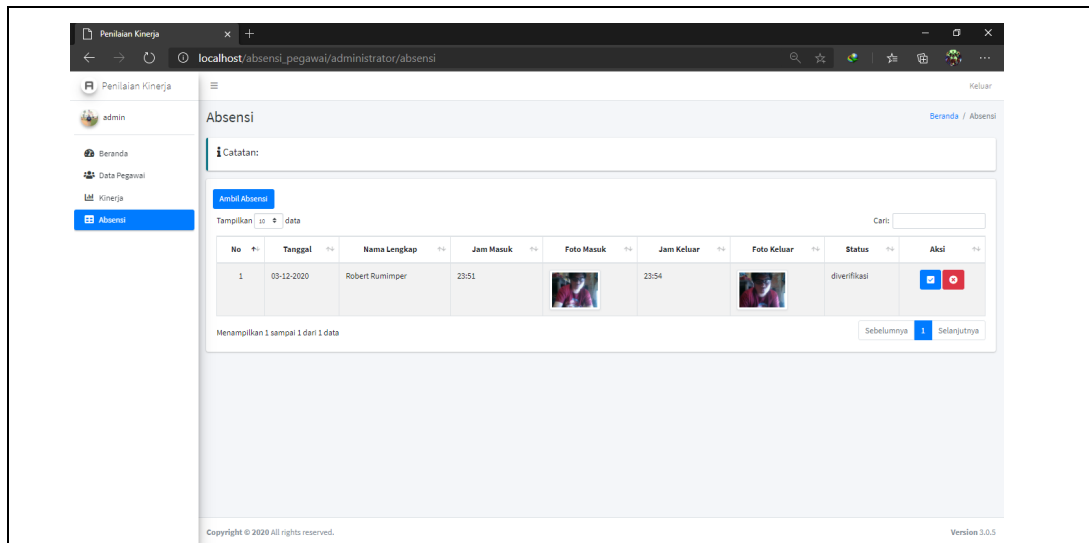 Penilaian Kinerja
localhost/absensi_pegawai/administrator/absensi
Penilaian Kinerja
Keluar
admin
Absensi
Beranda / Absensi
Beranda
Data Pegawai
Kinerja
Absensi
Catatan:
Ambil Absensi
Tampilkan 10 data
Cari:
No Tanggal Nama Lengkap Jam Masuk Foto Masuk Jam Keluar Foto Keluar Status Aksi
1 03-12-2020 Robert Rumimper 23:51 23:54 diverifikasi
Menampilkan 1 sampai 1 dari 1 data
Sebelumnya 1 Selanjutnya
Copyright © 2020 All rights reserved.
Version 3.0.5